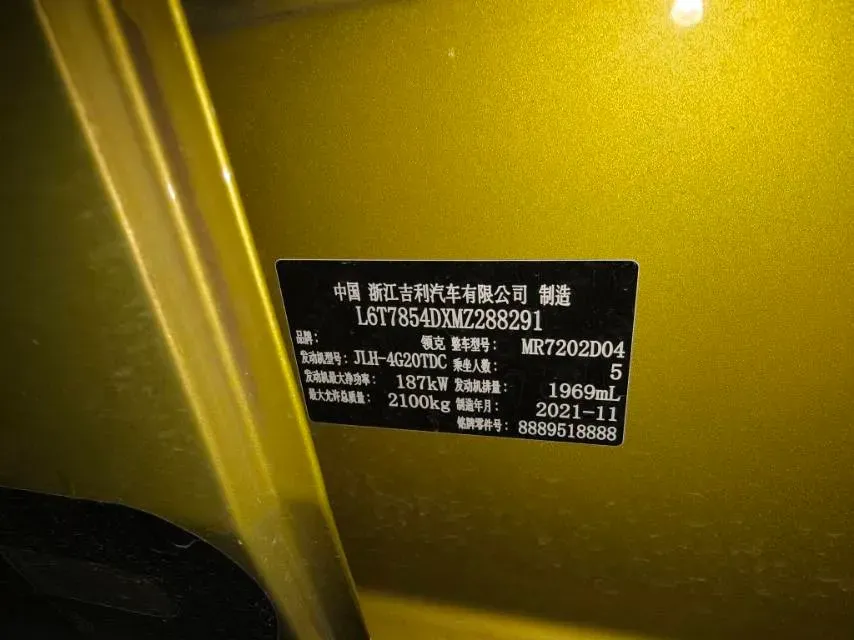 中国 浙江吉利汽车有限公司 制造
L6T7854DXMZ288291
品牌: 领克 整车型号: MR7202D04
发动机型号: JLH-4G20TDC 乘坐人数: 5
发动机最大净功率: 187kW 发动机排量: 1969mL
最大允许总质量: 2100kg 制造年月: 2021-11
铭牌零件号: 8889518888